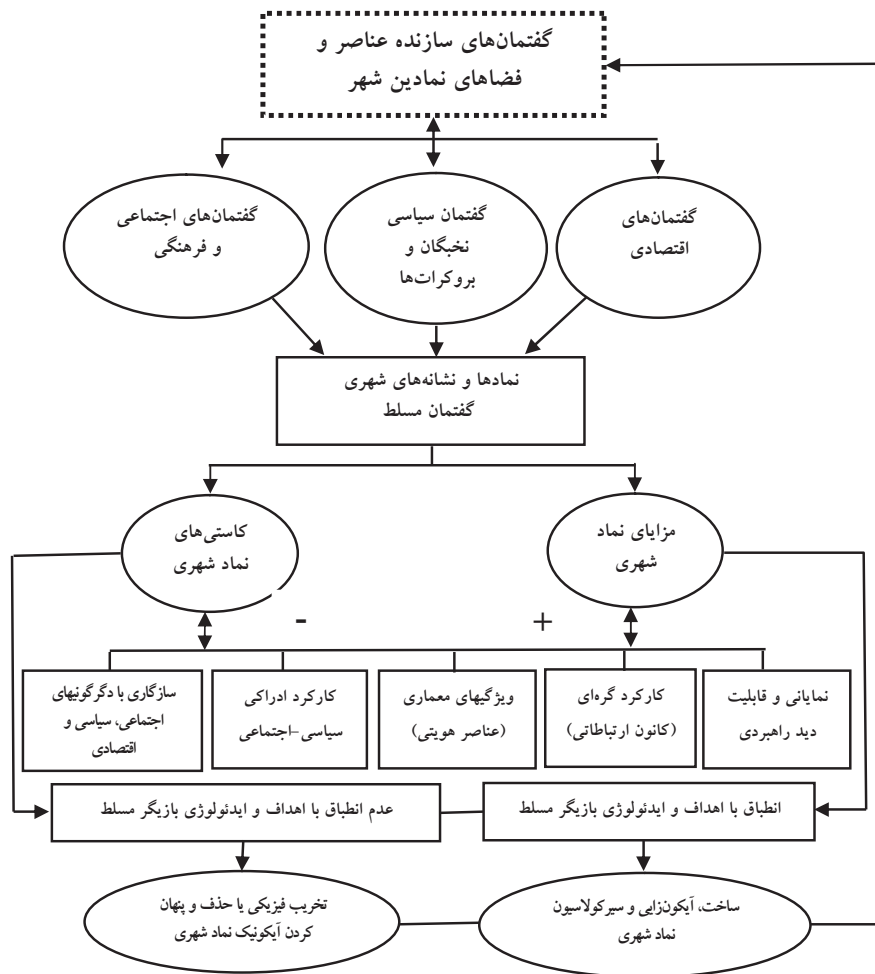 گفتمان‌های سازنده عناصر و
فضاهای نمادین شهر
گفتمان‌های
اقتصادی
گفتمان سیاسی
نخبگان و
بروکرات‌ها
گفتمان‌های اجتماعی
و فرهنگی
نمادها و نشانه‌های شهری
گفتمان مسلط
مزایای نماد
شهری
کاستی‌های
نماد شهری
+
-
نمایانی و قابلیت
دید راهبردی
کارکرد گره‌ای
(کانون ارتباطاتی)
ویژگیهای معماری
(عناصر هویتی)
کارکرد ادراکی
سیاسی-اجتماعی
سازگاری با دگرگونیهای
اجتماعی، سیاسی و
اقتصادی
انطباق با اهداف و ایدئولوژی بازیگر مسلط
عدم انطباق با اهداف و ایدئولوژی بازیگر مسلط
ساخت، آیکون‌زایی و سیرکولاسیون
نماد شهری
تخریب فیزیکی یا حذف و پنهان
کردن آیکونیک نماد شهری